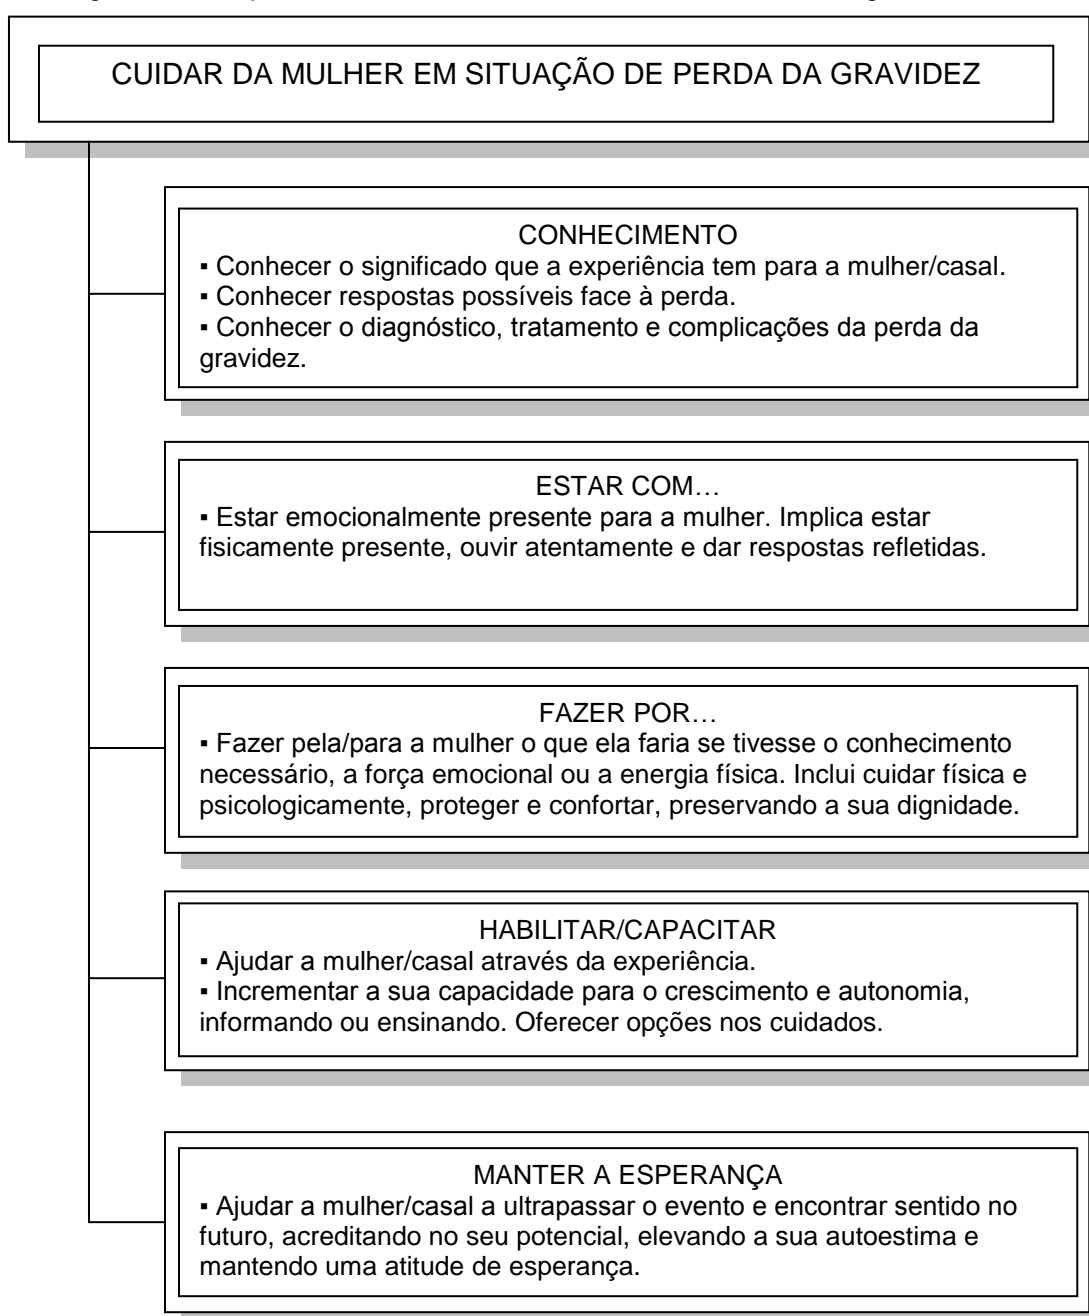 CUIDAR DA MULHER EM SITUAÇÃO DE PERDA DA GRAVIDEZ
CONHECIMENTO
▪ Conhecer o significado que a experiência tem para a mulher/casal.
▪ Conhecer respostas possíveis face à perda.
▪ Conhecer o diagnóstico, tratamento e complicações da perda da
gravidez.
ESTAR COM…
▪ Estar emocionalmente presente para a mulher. Implica estar
fisicamente presente, ouvir atentamente e dar respostas refletidas.
FAZER POR…
▪ Fazer pela/para a mulher o que ela faria se tivesse o conhecimento
necessário, a força emocional ou a energia física. Inclui cuidar física e
psicologicamente, proteger e confortar, preservando a sua dignidade.
HABILITAR/CAPACITAR
▪ Ajudar a mulher/casal através da experiência.
▪ Incrementar a sua capacidade para o crescimento e autonomia,
informando ou ensinando. Oferecer opções nos cuidados.
MANTER A ESPERANÇA
▪ Ajudar a mulher/casal a ultrapassar o evento e encontrar sentido no
futuro, acreditando no seu potencial, elevando a sua autoestima e
mantendo uma atitude de esperança.